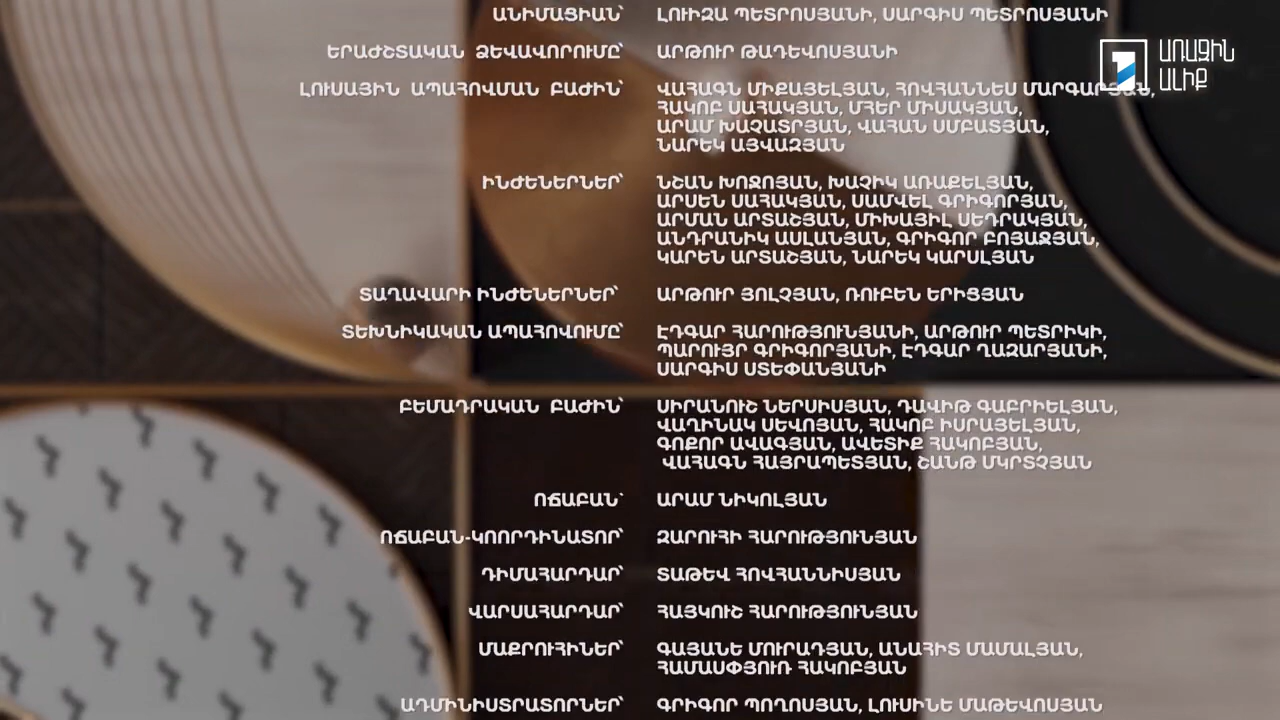 ԱՆԻՄԱՑԻԱՆ՝ ԼՈՒԻԶԱ ՊԵՏՐՈՍՅԱՆԻ, ՍԱՐԳԻՍ ՊԵՏՐՈՍՅԱՆԻ
ԵՐԱԺՇՏԱԿԱՆ ՁԵՎԱՎՈՐՈՒՄԸ՝ ԱՐԹՈՒՐ ԹԱԴԵՎՈՍՅԱՆԻ
ԱՌԱՋԻՆ
ԱԼԻՔ
ԼՈՒՍԱՅԻՆ ԱՊԱՀՈՎՄԱՆ ԲԱԺԻՆ՝ ՎԱՀԱԳՆ ՄԻՔԱՅԵԼՅԱՆ, ՀՈՎՀԱՆՆԵՍ ՄԱՐԳԱՐՅԱՆ,
ՀԱԿՈԲ ՍԱՀԱԿՅԱՆ, ՄՀԵՐ ՄԻՍԱԿՅԱՆ,
ԱՐԱՄ ԽԱՉԱՏՐՅԱՆ, ՎԱՀԱՆ ՍՄԲԱՏՅԱՆ,
ՆԱՐԵԿ ԱՅՎԱԶՅԱՆ
ԻՆԺԵՆԵՐՆԵՐ՝ ՆՇԱՆ ԽՈՋՈՅԱՆ, ԽԱՉԻԿ ԱՌԱՔԵԼՅԱՆ,
ԱՐՍԵՆ ՍԱՀԱԿՅԱՆ, ՍԱՄՎԵԼ ԳՐԻԳՈՐՅԱՆ,
ԱՐՄԱՆ ԱՐՏԱՇՅԱՆ, ՄԻԽԱՅԻԼ ՍԵԴՐԱԿՅԱՆ,
ԱՆԴՐԱՆԻԿ ԱՍԼԱՆՅԱՆ, ԳՐԻԳՈՐ ԲՈՅԱՋՅԱՆ,
ԿԱՐԵՆ ԱՐՏԱՇՅԱՆ, ՆԱՐԵԿ ԿԱՐՍԼՅԱՆ
ՏԱՂԱՎԱՐԻ ԻՆԺԵՆԵՐՆԵՐ՝ ԱՐԹՈՒՐ ՅՈԼՉՅԱՆ, ՌՈՒԲԵՆ ԵՐԻՑՅԱՆ
ՏԵԽՆԻԿԱԿԱՆ ԱՊԱՀՈՎՈՒՄԸ՝ ԷԴԳԱՐ ՀԱՐՈՒԹՅՈՒՆՅԱՆԻ, ԱՐԹՈՒՐ ՊԵՏՐԻԿԻ,
ՊԱՐՈՒՅՐ ԳՐԻԳՈՐՅԱՆԻ, ԷԴԳԱՐ ՂԱԶԱՐՅԱՆԻ,
ՍԱՐԳԻՍ ՍՏԵՓԱՆՅԱՆԻ
ԲԵՄԱԴՐԱԿԱՆ ԲԱԺԻՆ՝ ՍԻՐԱՆՈՒՇ ՆԵՐՍԻՍՅԱՆ, ԴԱՎԻԹ ԳԱԲՐԻԵԼՅԱՆ,
ՎԱՂԻՆԱԿ ՍԵՎՈՅԱՆ, ՀԱԿՈԲ ԻՍՐԱՅԵԼՅԱՆ,
ԳՈՔՈՐ ԱՎԱԳՅԱՆ, ԱՎԵՏԻՔ ՀԱԿՈԲՅԱՆ,
ՎԱՀԱԳՆ ՀԱՅՐԱՊԵՏՅԱՆ, ՇԱՆԹ ՄԿՐՏՉՅԱՆ
ՈՃԱԲԱՆ՝ ԱՐԱՄ ՆԻԿՈԼՅԱՆ
ՈՃԱԲԱՆ-ԿՈՈՐԴԻՆԱՏՈՐ՝ ԶԱՐՈՒՀԻ ՀԱՐՈՒԹՅՈՒՆՅԱՆ
ԴԻՄԱՀԱՐԴԱՐ՝ ՏԱԹԵՎ ՀՈՎՀԱՆՆԻՍՅԱՆ
ՎԱՐՍԱՀԱՐԴԱՐ՝ ՀԱՅԿՈՒՇ ՀԱՐՈՒԹՅՈՒՆՅԱՆ
ՄԱՔՐՈՒՀԻՆԵՐ՝ ԳԱՅԱՆԵ ՄՈՒՐԱԴՅԱՆ, ԱՆԱՀԻՏ ՄԱՄԱԼՅԱՆ,
ՀԱՄԱՍՓՅՈՒՌ ՀԱԿՈԲՅԱՆ
ԱԴՄԻՆԻՍՏՐԱՏՈՐՆԵՐ՝ ԳՐԻԳՈՐ ՊՈՂՈՍՅԱՆ, ԼՈՒՍԻՆԵ ՄԱԹԵՎՈՍՅԱՆ